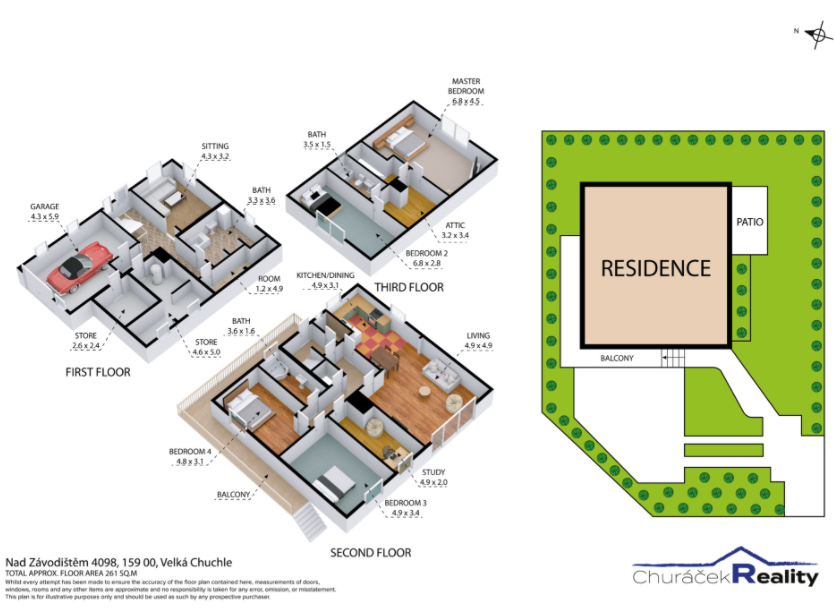 N
MASTER
BEDROOM
6.8 x 4.5
BATH
3.5 x 1.5
ATTIC
3.2 x 3.4
BEDROOM 2
6.8 x 2.8
THIRD FLOOR
SITTING
4.3 x 3.2
BATH
3.3 x 3.6
GARAGE
4.3 x 5.9
ROOM
1.2 x 4.9
STORE
2.6 x 2.4
STORE
4.6 x 5.0
FIRST FLOOR
KITCHEN/DINING
4.9 x 3.1
BATH
3.6 x 1.6
LIVING
4.9 x 4.9
BEDROOM 4
4.8 x 3.1
BALCONY
STUDY
4.9 x 2.0
BEDROOM 3
4.9 x 3.4
SECOND FLOOR
PATIO
RESIDENCE
BALCONY
Nad Závodištěm 4098, 159 00, Velká Chuchle
TOTAL APPROX. FLOOR AREA 261 SQ.M
Whilst every attempt has been made to ensure the accuracy of the floor plan contained here, measurements of doors,
windows, rooms and any other items are approximate and no responsibility is taken for any error, omission, or misstatement.
This plan is for illustrative purposes only and should be used as such by any prospective purchaser.
ChuráčekReality